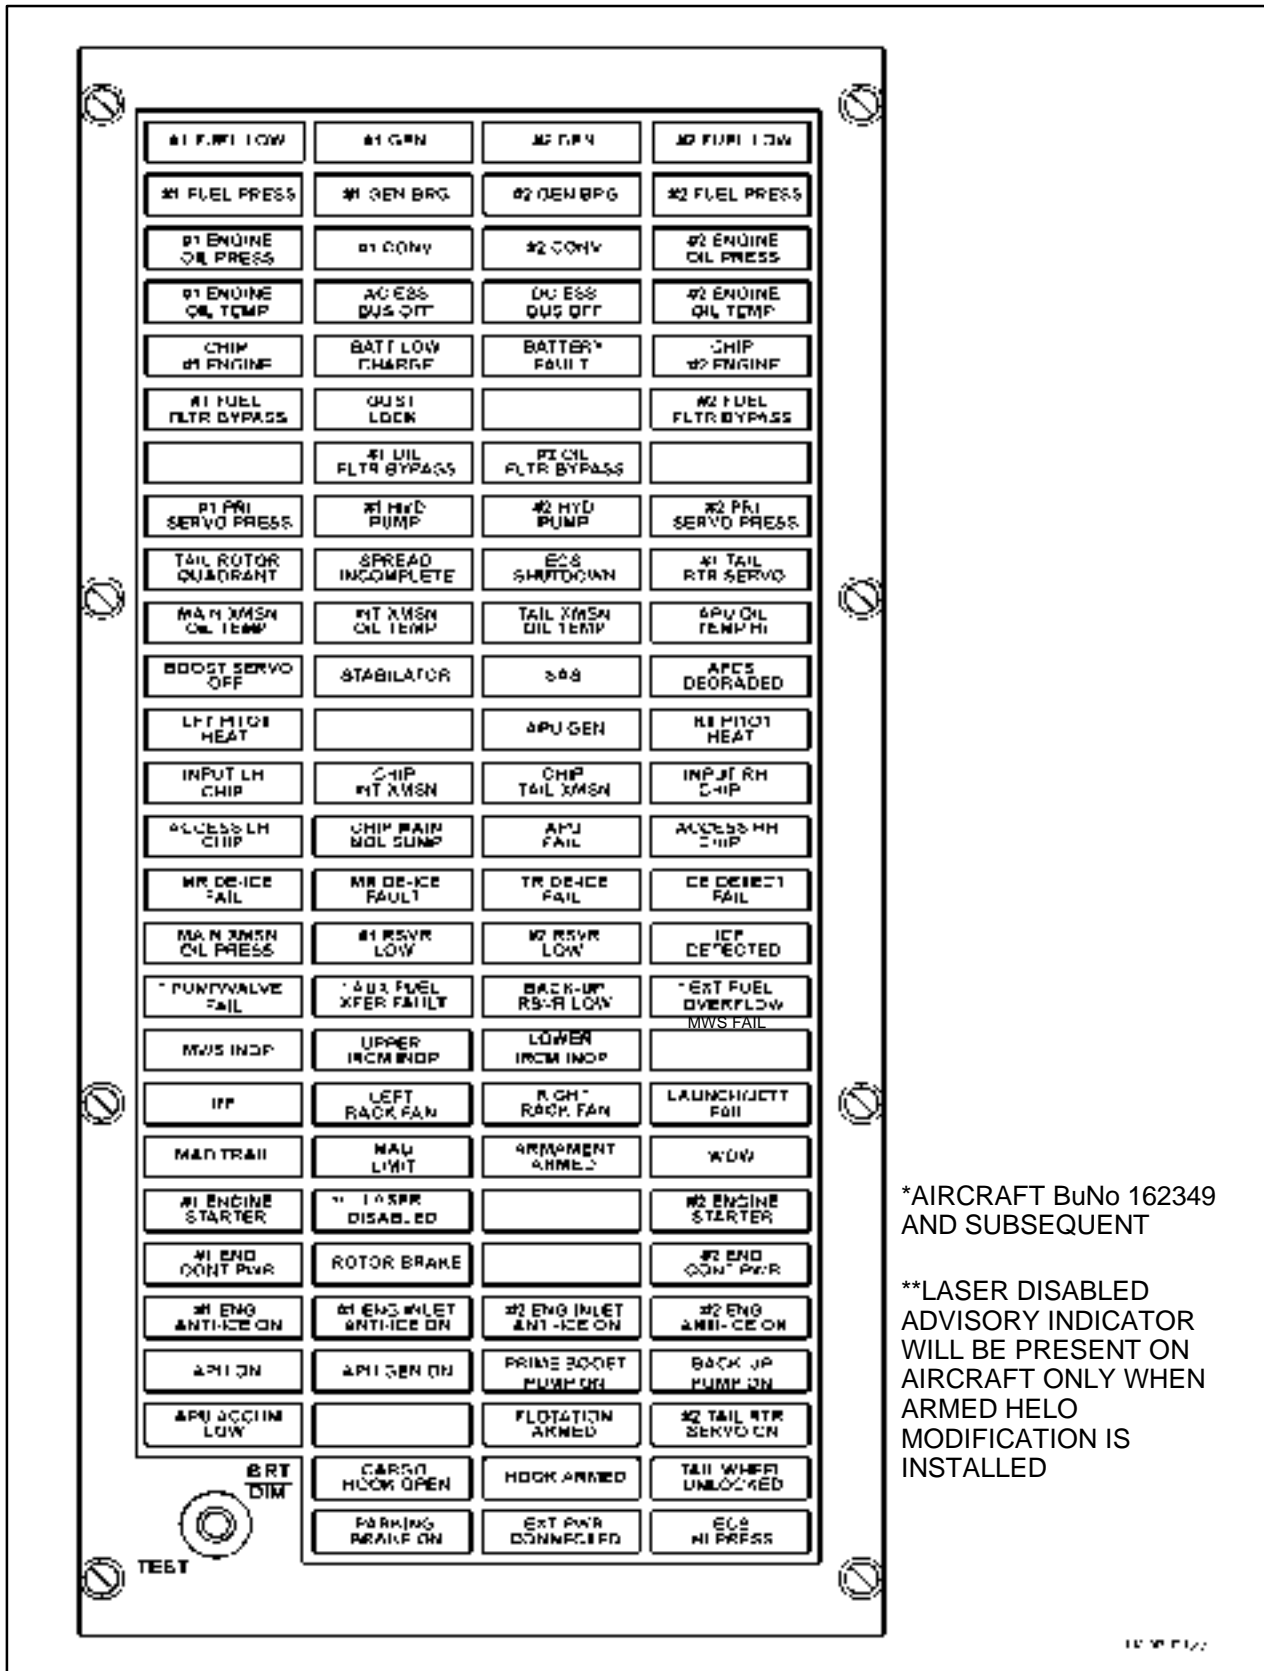 #1 FUEL LOW
#1 GEN
#2 GEN
#2 FUEL LOW
#1 FUEL PRESS
#1 GEN BRG
#2 GEN BRG
#2 FUEL PRESS
#1 ENGINE
OIL PRESS
#1 CONV
#2 CONV
#2 ENGINE
OIL PRESS
#1 ENGINE
OIL TEMP
AC ESS
BUS OFF
DC ESS
BUS OFF
#2 ENGINE
OIL TEMP
CHIP
#1 ENGINE
BATT LOW
CHARGE
BATTERY
FAULT
CHIP
#2 ENGINE
#1 FUEL
FLTR BYPASS
GUST
LOCK
#2 FUEL
FLTR BYPASS
#1 OIL
FLTR BYPASS
#2 OIL
FLTR BYPASS
#1 PRI
SERVO PRESS
#1 HYD
PUMP
#2 HYD
PUMP
#2 PRI
SERVO PRESS
TAIL ROTOR
QUADRANT
SPREAD
INCOMPLETE
ECS
SHUTDOWN
#1 TAIL
RTR SERVO
MAIN XMSN
OIL TEMP
INT XMSN
OIL TEMP
TAIL XMSN
OIL TEMP
APU OIL
TEMP HI
BOOST SERVO
OFF
STABILATOR
SAS
AFCS
DEGRADED
LFT PITOT
HEAT
APU GEN
RT PITOT
HEAT
INPUT LH
CHIP
CHIP
INT XMSN
CHIP
TAIL XMSN
INPUT RH
CHIP
ACCESS LH
CHIP
CHIP MAIN
MDL SUMP
APU
FAIL
ACCESS RH
CHIP
MR DE-ICE
FAIL
MR DE-ICE
FAULT
TR DE-ICE
FAIL
ICE DETECT
FAIL
MAIN XMSN
OIL PRESS
#1 RSVR
LOW
#2 RSVR
LOW
ICE
DETECTED
* PUMP/VALVE
FAIL
* AUX FUEL
XFER FAULT
BACK-UP
RSVR LOW
* EXT FUEL
OVERFLOW
MWS FAIL
MWS INOP
UPPER
IRCM INOP
LOWER
IRCM INOP
IFF
LEFT
RACK FAN
RIGHT
RACK FAN
LAUNCH/JETT
FAIL
MAD TRAIL
MAD
LIMIT
ARMAMENT
ARMED
WOW
#1 ENGINE
STARTER
** LASER
DISABLED
#2 ENGINE
STARTER
#1 ENG
CONT PWR
ROTOR BRAKE
#2 ENG
CONT PWR
#1 ENG
ANTI-ICE ON
#1 ENG INLET
ANTI-ICE ON
#2 ENG INLET
ANTI-ICE ON
#2 ENG
ANTI-ICE ON
APU ON
APU GEN ON
PRIME BOOST
PUMP ON
BACK-UP
PUMP ON
APU ACCUM
LOW
FLOTATION
ARMED
#2 TAIL RTR
SERVO ON
CARGO
HOOK OPEN
HOOK ARMED
TAIL WHEEL
UNLOCKED
BRT
DIM
TEST
PARKING
BRAKE ON
EXT PWR
CONNECTED
ECS
HI PRESS
*AIRCRAFT BuNo 162349
AND SUBSEQUENT
**LASER DISABLED
ADVISORY INDICATOR
WILL BE PRESENT ON
AIRCRAFT ONLY WHEN
ARMED HELO
MODIFICATION IS
INSTALLED